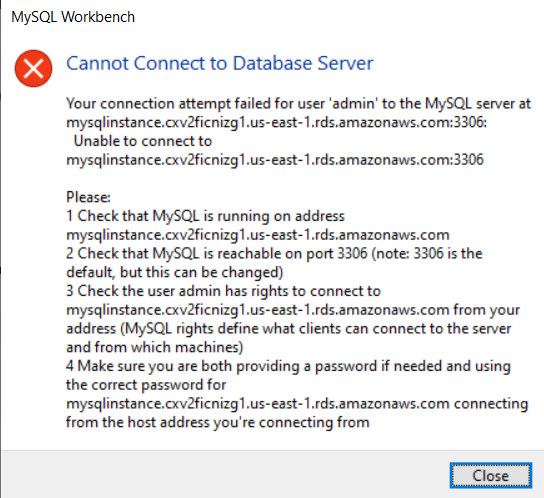 MySQL Workbench
Cannot Connect to Database Server
Your connection attempt failed for user 'admin' to the MySQL server at
mysqlinstance.cxv2ficnizg1.us-east-1.rds.amazonaws.com:3306:
Unable to connect to
mysqlinstance.cxv2ficnizg1.us-east-1.rds.amazonaws.com:3306
Please:
1 Check that MySQL is running on address
mysqlinstance.cxv2ficnizg1.us-east-1.rds.amazonaws.com
2 Check that MySQL is reachable on port 3306 (note: 3306 is the
default, but this can be changed)
3 Check the user admin has rights to connect to
mysqlinstance.cxv2ficnizg1.us-east-1.rds.amazonaws.com from your
address (MySQL rights define what clients can connect to the server
and from which machines)
4 Make sure you are both providing a password if needed and using
the correct password for
mysqlinstance.cxv2ficnizg1.us-east-1.rds.amazonaws.com connecting
from the host address you're connecting from
Close